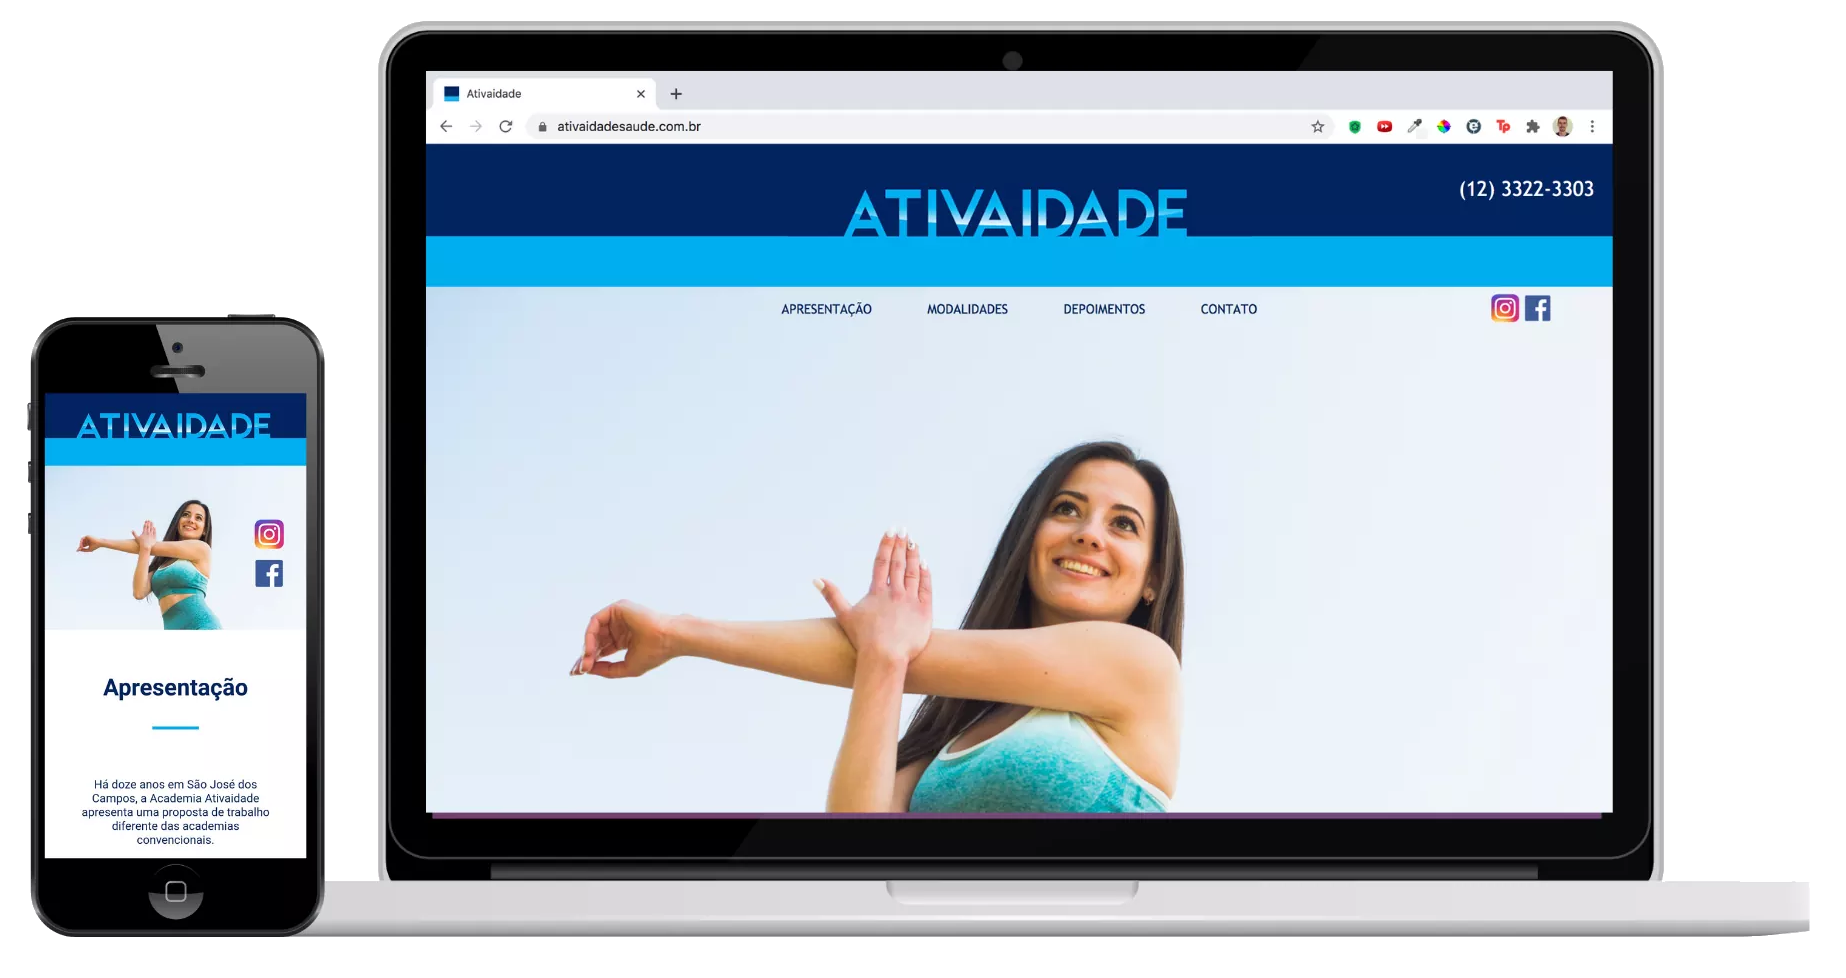 Ativaidade
ativaidadesaude.com.br
Tp
(12) 3322-3303
ATIVAIDADE
APRESENTAÇÃO MODALIDADES DEPOIMENTOS CONTATO
ATIVAIDADE
Apresentação
Há doze anos em São José dos
Campos, a Academia Ativaidade
apresenta uma proposta de trabalho
diferente das academias
convencionais.